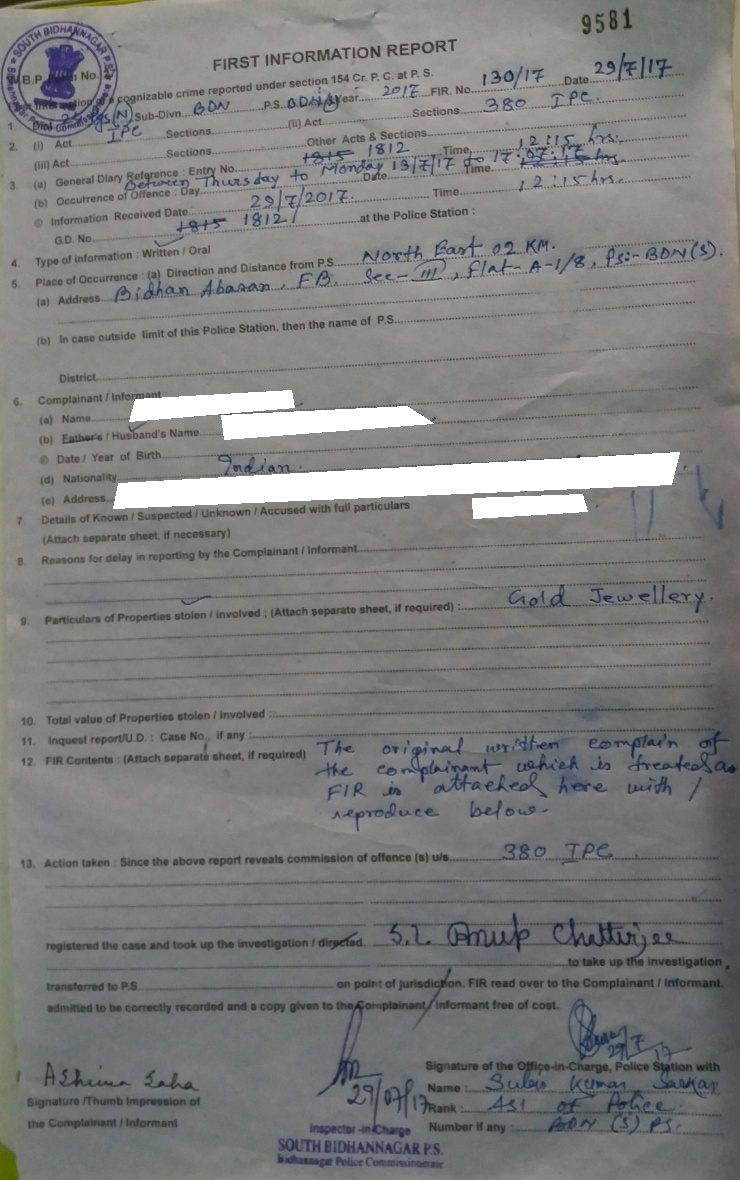 9581
SOUTH BIDHANNAGAR P.S.
FIRST INFORMATION REPORT
cognizable crime reported under section 154 Cr. P. C. at P. S.
1. Sub-Divn BDN P.S. BDN(S) Year 2017 FIR. No. 130/17 Date 29/7/17
2. (i) Act IPC Sections (ii) Act Sections 380 IPC.
(iii) Act Sections Other Acts & Sections
3. (a) General Diary Reference : Entry No. 1815 1812 Time 12:15 hrs.
(b) Occutrence of Offence : Day Between Thursday to Monday Date 13/7/17 to 17:07:17 Time
© Information Received Date 29/7/2017. Time 12:15 hrs.
G.D. No. 1815 1812 at the Police Station :
4. Type of information : Written / Oral
5. Place of Occurrence : (a) Direction and Distance from P.S. North East 02 KM.
(a) Address Bidhan Abasan, FB. Sec-III, flat- A-1/8, Ps:- BDN(S).
(b) In case outside limit of this Police Station, then the name of P.S.
District
6. Complainant / Informant
(a) Name
(b) Father's / Husband's Name
© Date / Year of Birth
(d) Nationality Indian.
(e) Address
7. Details of Known / Suspected / Unknown / Accused with full particulars
(Attach separate sheet, if necessary)
8. Reasons for delay in reporting by the Complainant / Informant
9. Particulars of Properties stolen / involved ; (Attach separate sheet, if required) : Gold Jewellery.
10. Total value of Properties stolen / involved :
11. Inquest report/U.D. : Case No., if any :
12. FIR Contents : (Attach separate sheet, if required) The original written complain of
the complainant which is treated as
FIR is attached here with /
reproduce below-
13. Action taken : Since the above report reveals commission of offence (s) u/s 380 IPC.
registered the case and took up the investigation / directed S.I. Anup Chatterjee
to take up the investigation,
transferred to P.S. on point of jurisdiction. FIR read over to the Complainant / Informant.
admitted to be correctly recorded and a copy given to the Complainant / Informant free of cost.
29/7/17
Signature of the Office-in-Charge, Police Station with
Ashima Saha
29/07/17
Name : Kumar Sarkar
Signature /Thumb Impression of
Rank : ASI of Police
the Complainant / Informant
Number if any : BDN (S) PS.
Inspector-in-Charge
SOUTH BIDHANNAGAR P.S.
Bidhannagar Police Commissionerate